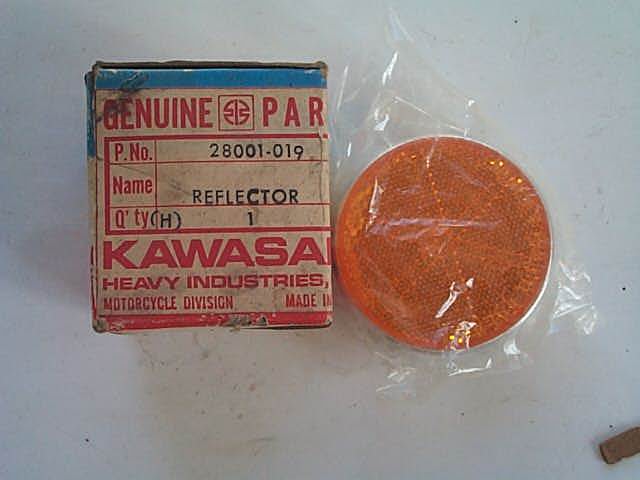 GENUINE PAR
P.No. 28001-019
Name REFLECTOR
Q'ty(H) 1
KAWASA
HEAVY INDUSTRIES,
MOTORCYCLE DIVISION MADE IN